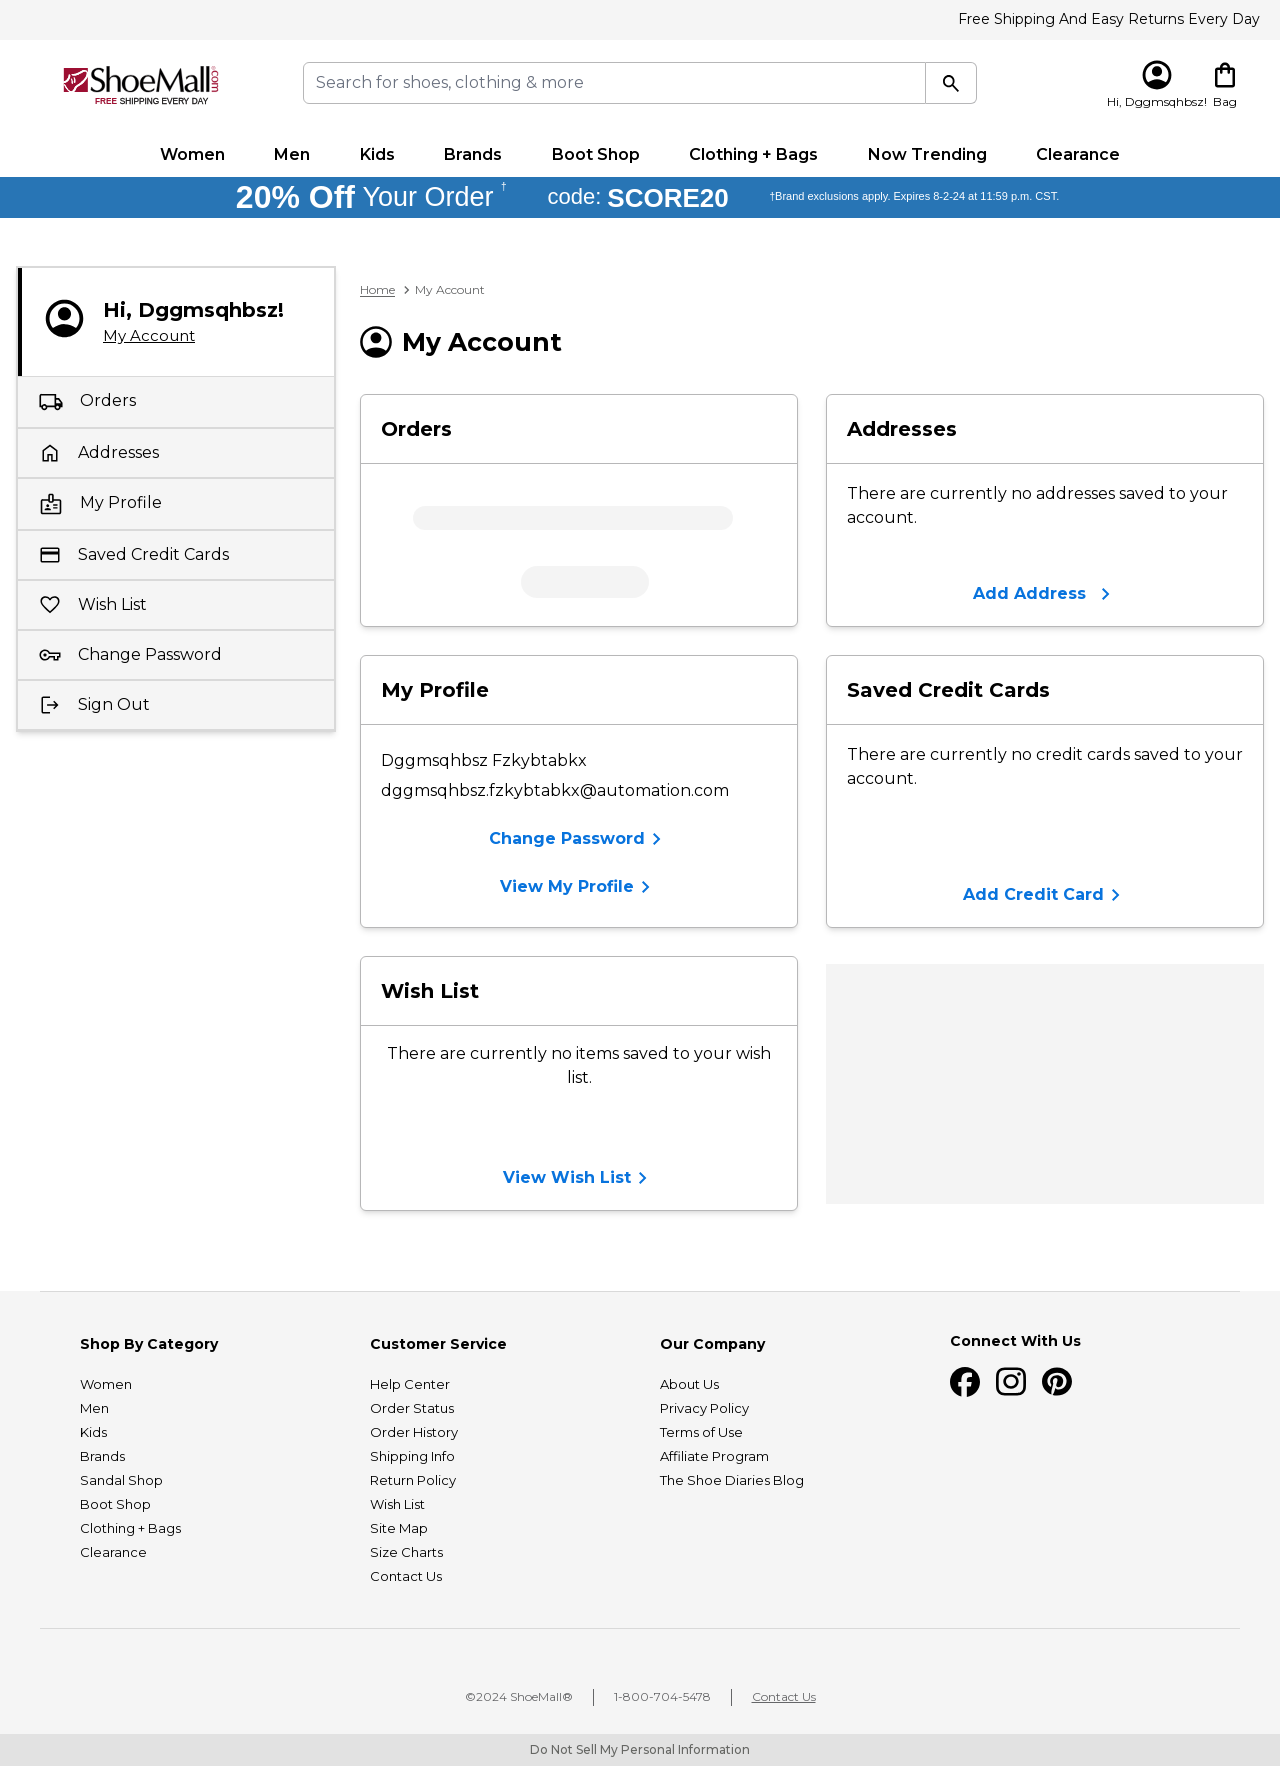 Free Shipping And Easy Returns Every Day
ShoeMall®.com
FREE SHIPPING EVERY DAY
Search for shoes, clothing & more
Hi, Dggmsqhbsz!
Bag
Women Men Kids Brands Boot Shop Clothing + Bags Now Trending Clearance
20% Off Your Order † code: SCORE20 †Brand exclusions apply. Expires 8-2-24 at 11:59 p.m. CST.
Hi, Dggmsqhbsz!
My Account
Orders
Addresses
My Profile
Saved Credit Cards
Wish List
Change Password
Sign Out
Home > My Account
My Account
Orders
Addresses
There are currently no addresses saved to your
account.
Add Address >
My Profile
Dggmsqhbsz Fzkybtabkx
dggmsqhbsz.fzkybtabkx@automation.com
Change Password >
View My Profile >
Saved Credit Cards
There are currently no credit cards saved to your
account.
Add Credit Card >
Wish List
There are currently no items saved to your wish
list.
View Wish List >
Shop By Category
Women
Men
Kids
Brands
Sandal Shop
Boot Shop
Clothing + Bags
Clearance
Customer Service
Help Center
Order Status
Order History
Shipping Info
Return Policy
Wish List
Site Map
Size Charts
Contact Us
Our Company
About Us
Privacy Policy
Terms of Use
Affiliate Program
The Shoe Diaries Blog
Connect With Us
©2024 ShoeMall® | 1-800-704-5478 | Contact Us
Do Not Sell My Personal Information